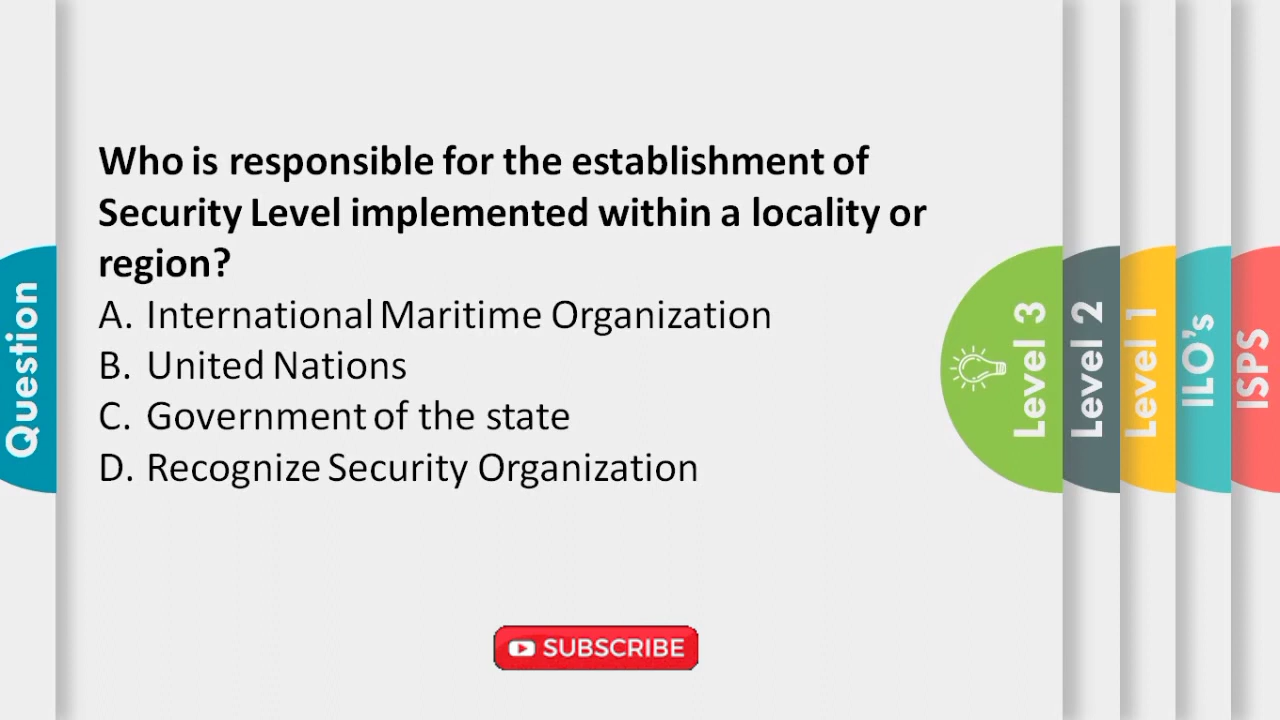 Question
Who is responsible for the establishment of
Security Level implemented within a locality or
region?
A. International Maritime Organization
B. United Nations
C. Government of the state
D. Recognize Security Organization
Level 3
Level 2
Level 1
ILO's
ISPS
SUBSCRIBE